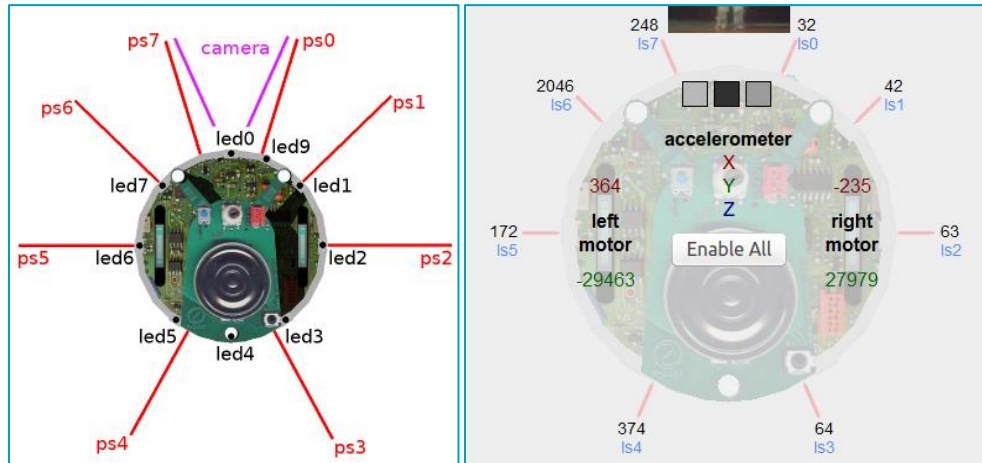 ps7
camera
ps0
ps6
ps1
led0
led9
led7
led1
ps5
led6
led2
ps2
led5
led3
led4
ps4
ps3
248
ls7
32
ls0
2046
ls6
42
ls1
accelerometer
X
Y
Z
364
-235
left
motor
right
motor
172
ls5
63
ls2
Enable All
-29463
27979
374
ls4
64
ls3